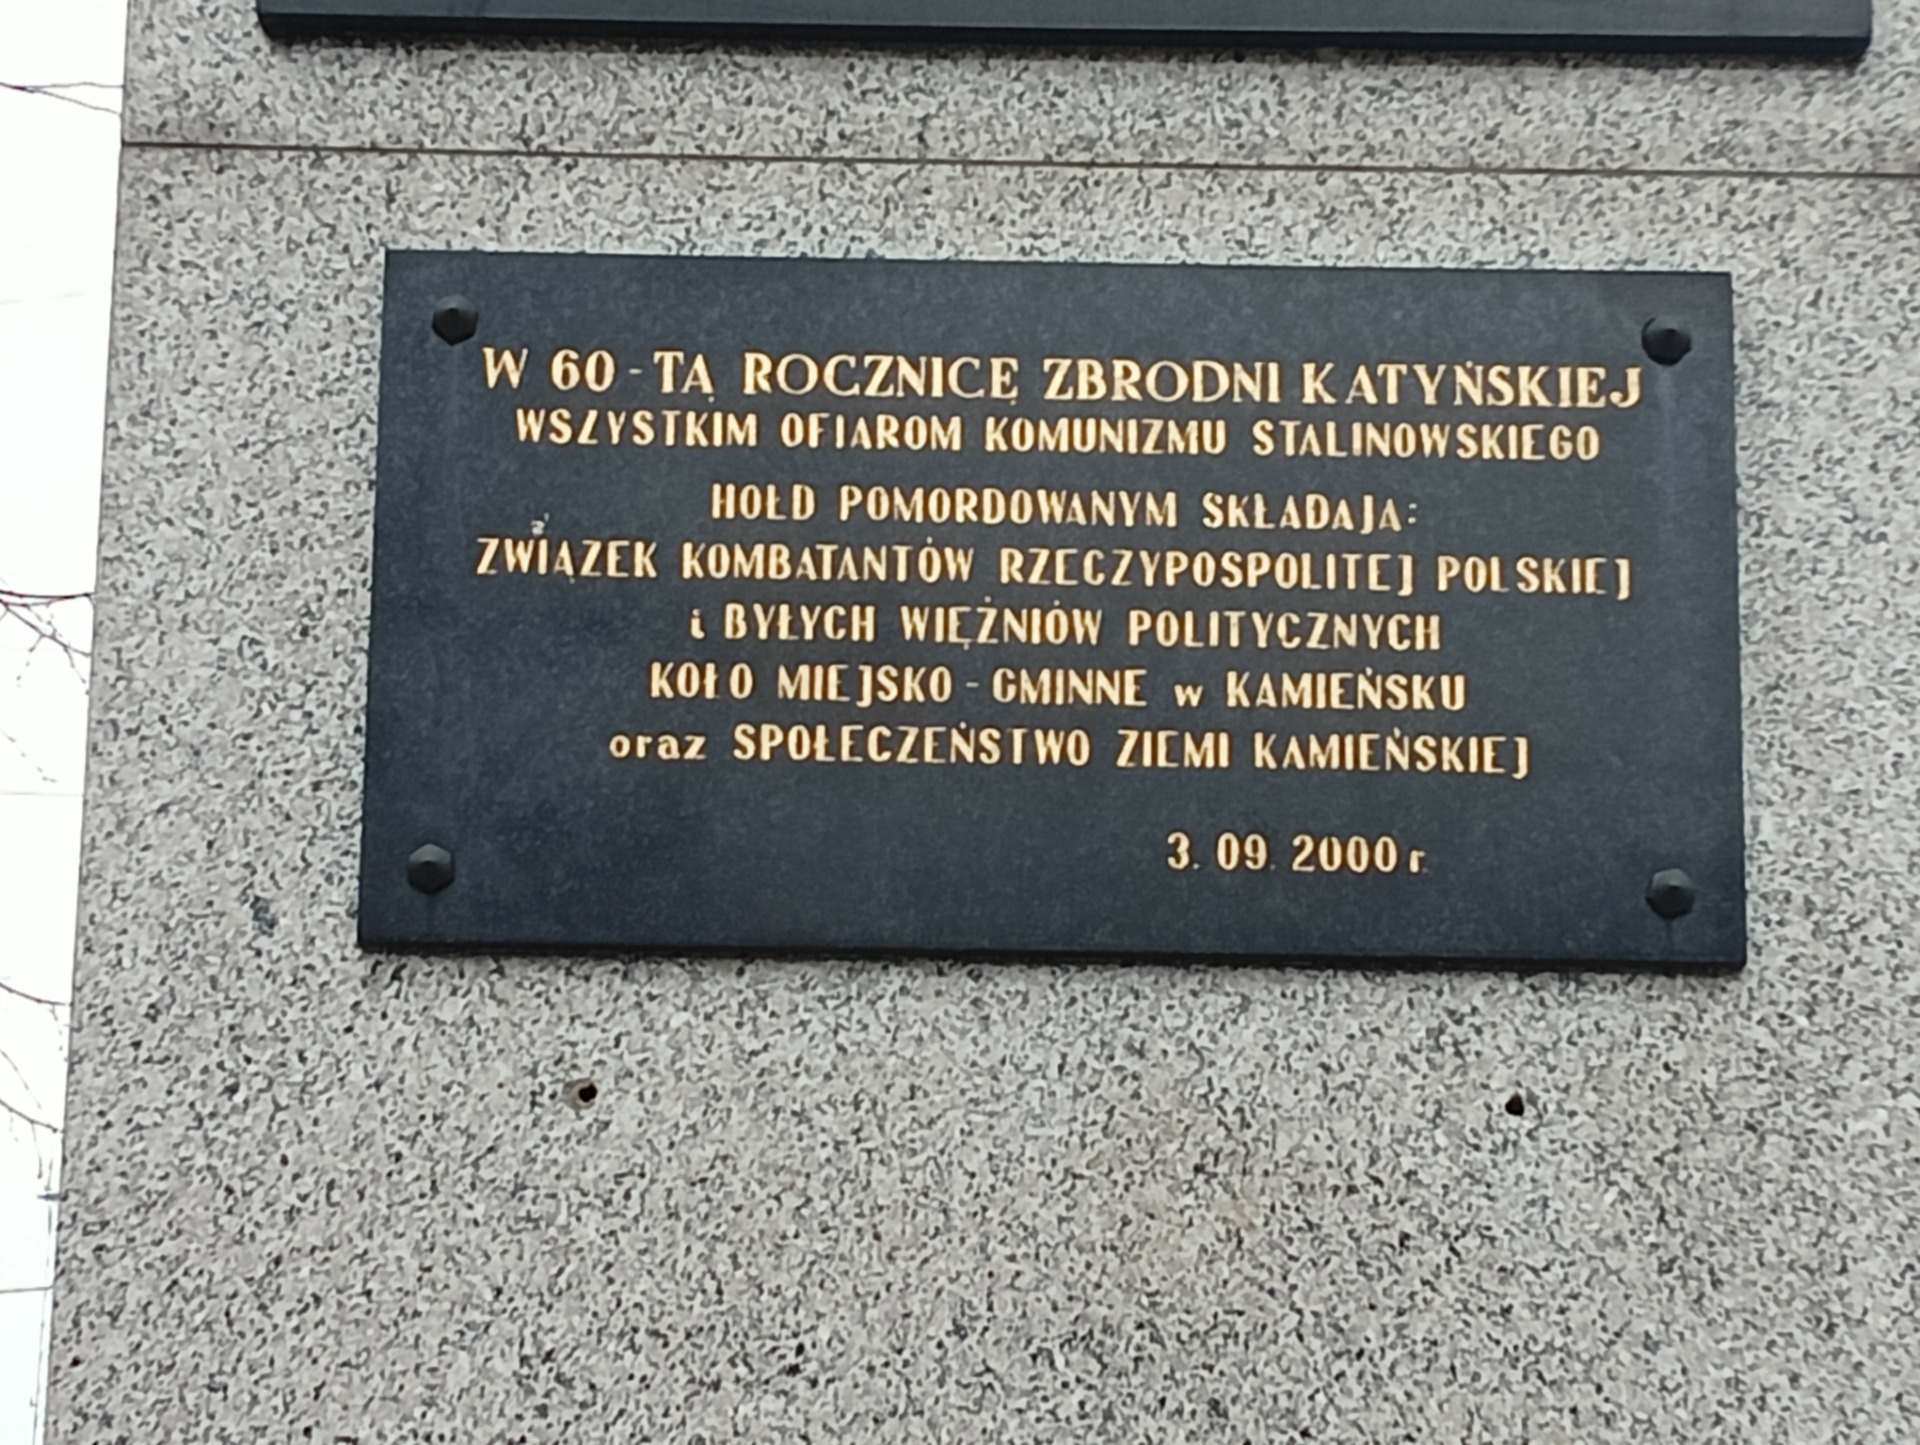 W 60-TĄ ROCZNICĘ ZBRODNI KATYŃSKIEJ
WSZYSTKIM OFIAROM KOMUNIZMU STALINOWSKIEGO
HOŁD POMORDOWANYM SKŁADAJĄ:
ZWIĄZEK KOMBATANTÓW RZECZYPOSPOLITEJ POLSKIEJ
i BYŁYCH WIĘŹNIÓW POLITYCZNYCH
KOŁO MIEJSKO-GMINNE w KAMIEŃSKU
oraz SPOŁECZEŃSTWO ZIEMI KAMIEŃSKIEJ
3. 09. 2000 r.